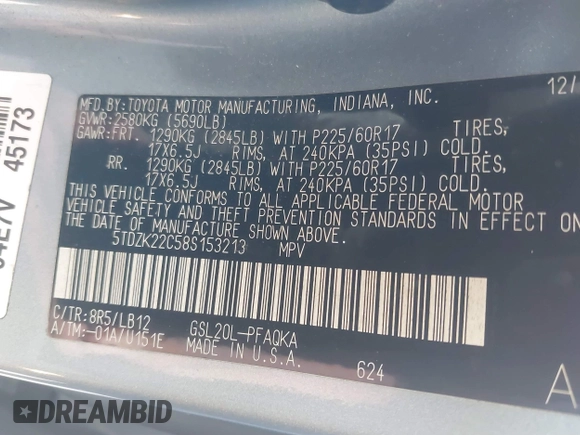 MFD.BY:TOYOTA MOTOR MANUFACTURING, INDIANA, INC. 12/
GVWR:2580KG (5690LB)
GAWR:FRT. 1290KG (2845LB) WITH P225/60R17 TIRES,
17X6.5J RIMS, AT 240KPA (35PSI) COLD.
RR. 1290KG (2845LB) WITH P225/60R17 TIRES,
17X6.5J RIMS, AT 240KPA (35PSI) COLD.
THIS VEHICLE CONFORMS TO ALL APPLICABLE FEDERAL MOTOR
VEHICLE SAFETY AND THEFT PREVENTION STANDARDS IN EFFECT ON
THE DATE OF MANUFACTURE SHOWN ABOVE.
5TDZK22C58S153213 MPV
C/TR:8R5/LB12 GSL20L-PFAQKA
A/TM:-01A/U151E MADE IN U.S.A. 624
A
45173
DREAMBID